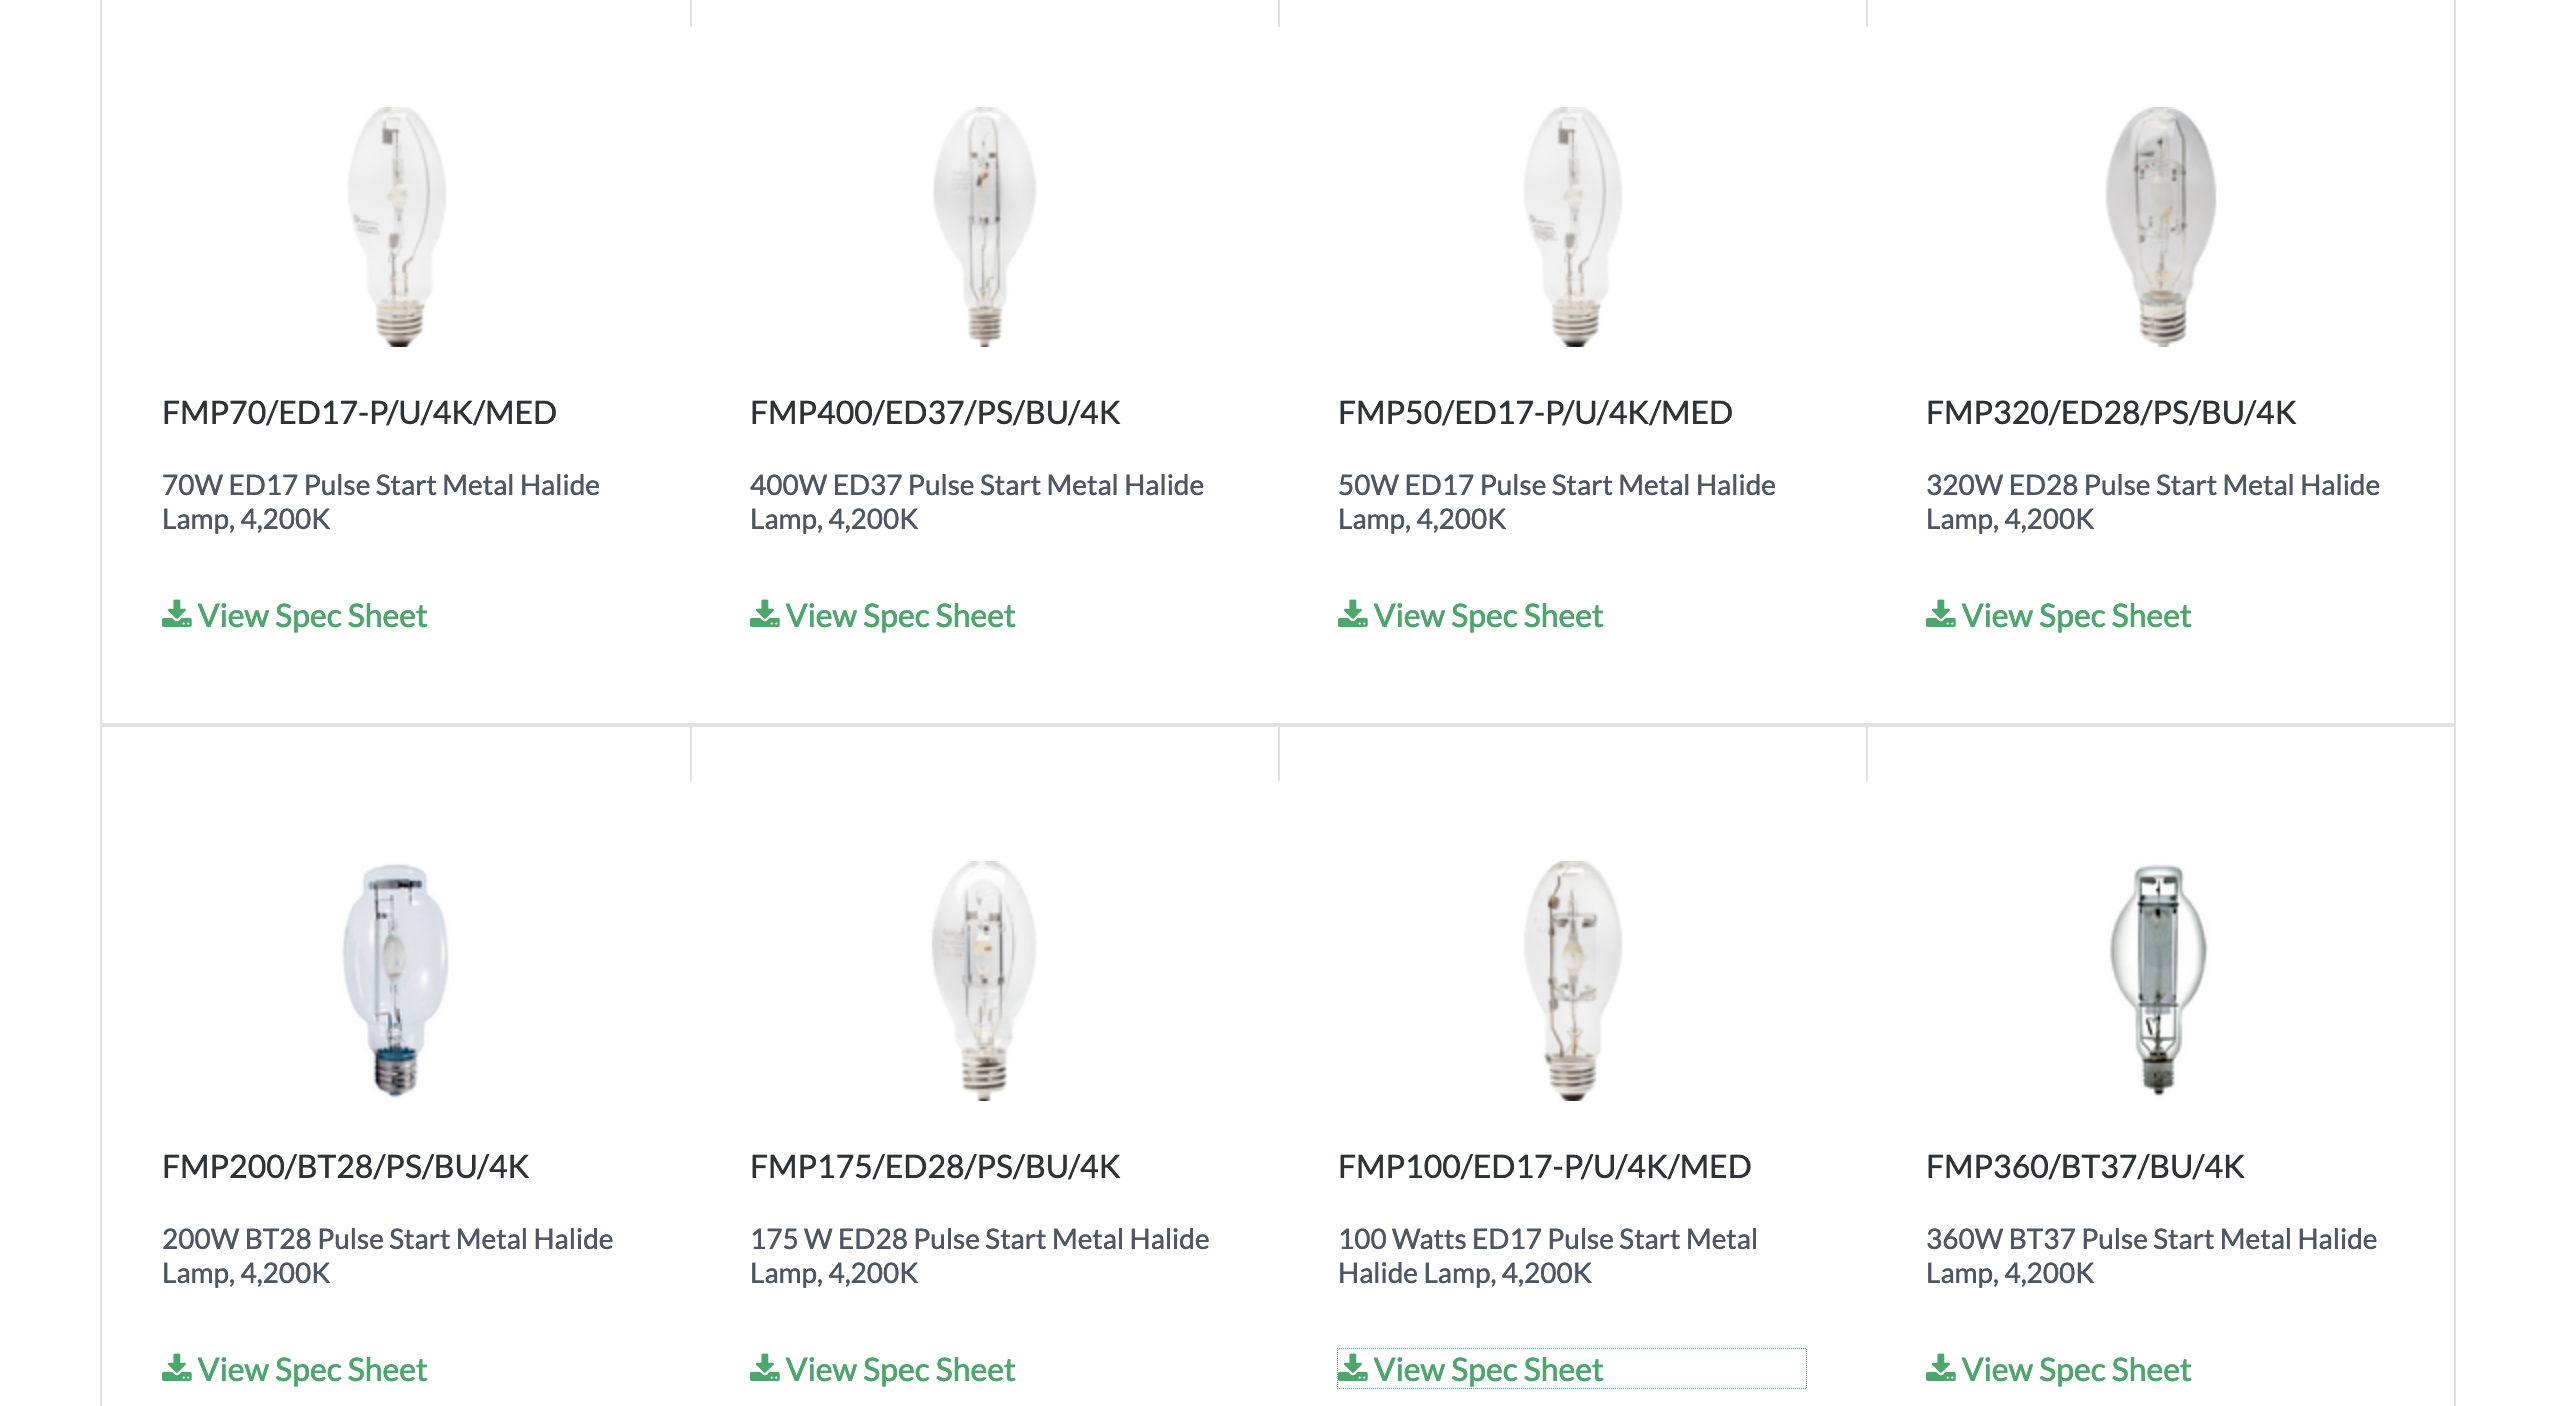 FMP70/ED17-P/U/4K/MED
70W ED17 Pulse Start Metal Halide
Lamp, 4,200K
View Spec Sheet
FMP400/ED37/PS/BU/4K
400W ED37 Pulse Start Metal Halide
Lamp, 4,200K
View Spec Sheet
FMP50/ED17-P/U/4K/MED
50W ED17 Pulse Start Metal Halide
Lamp, 4,200K
View Spec Sheet
FMP320/ED28/PS/BU/4K
320W ED28 Pulse Start Metal Halide
Lamp, 4,200K
View Spec Sheet
FMP200/BT28/PS/BU/4K
200W BT28 Pulse Start Metal Halide
Lamp, 4,200K
View Spec Sheet
FMP175/ED28/PS/BU/4K
175 W ED28 Pulse Start Metal Halide
Lamp, 4,200K
View Spec Sheet
FMP100/ED17-P/U/4K/MED
100 Watts ED17 Pulse Start Metal
Halide Lamp, 4,200K
View Spec Sheet
FMP360/BT37/BU/4K
360W BT37 Pulse Start Metal Halide
Lamp, 4,200K
View Spec Sheet